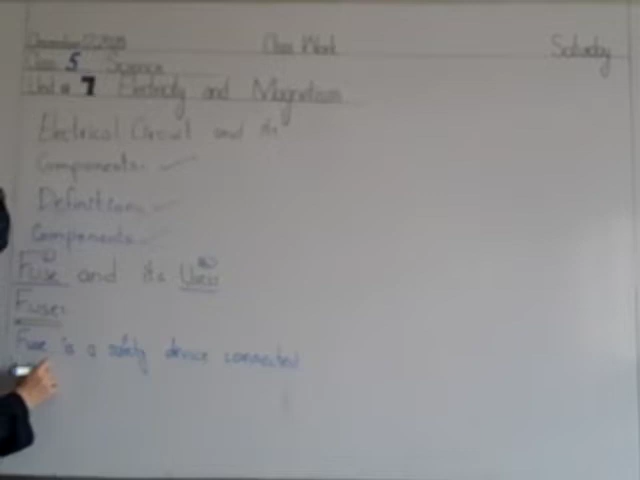 Class Work
Saturday
Class 5 Science
Unit # 7 Electricity and Magnetism
Electrical Circuit and its
Components.
Definition
Components
Fuse and its Uses
Fuse:
Fuse is a safety device connected